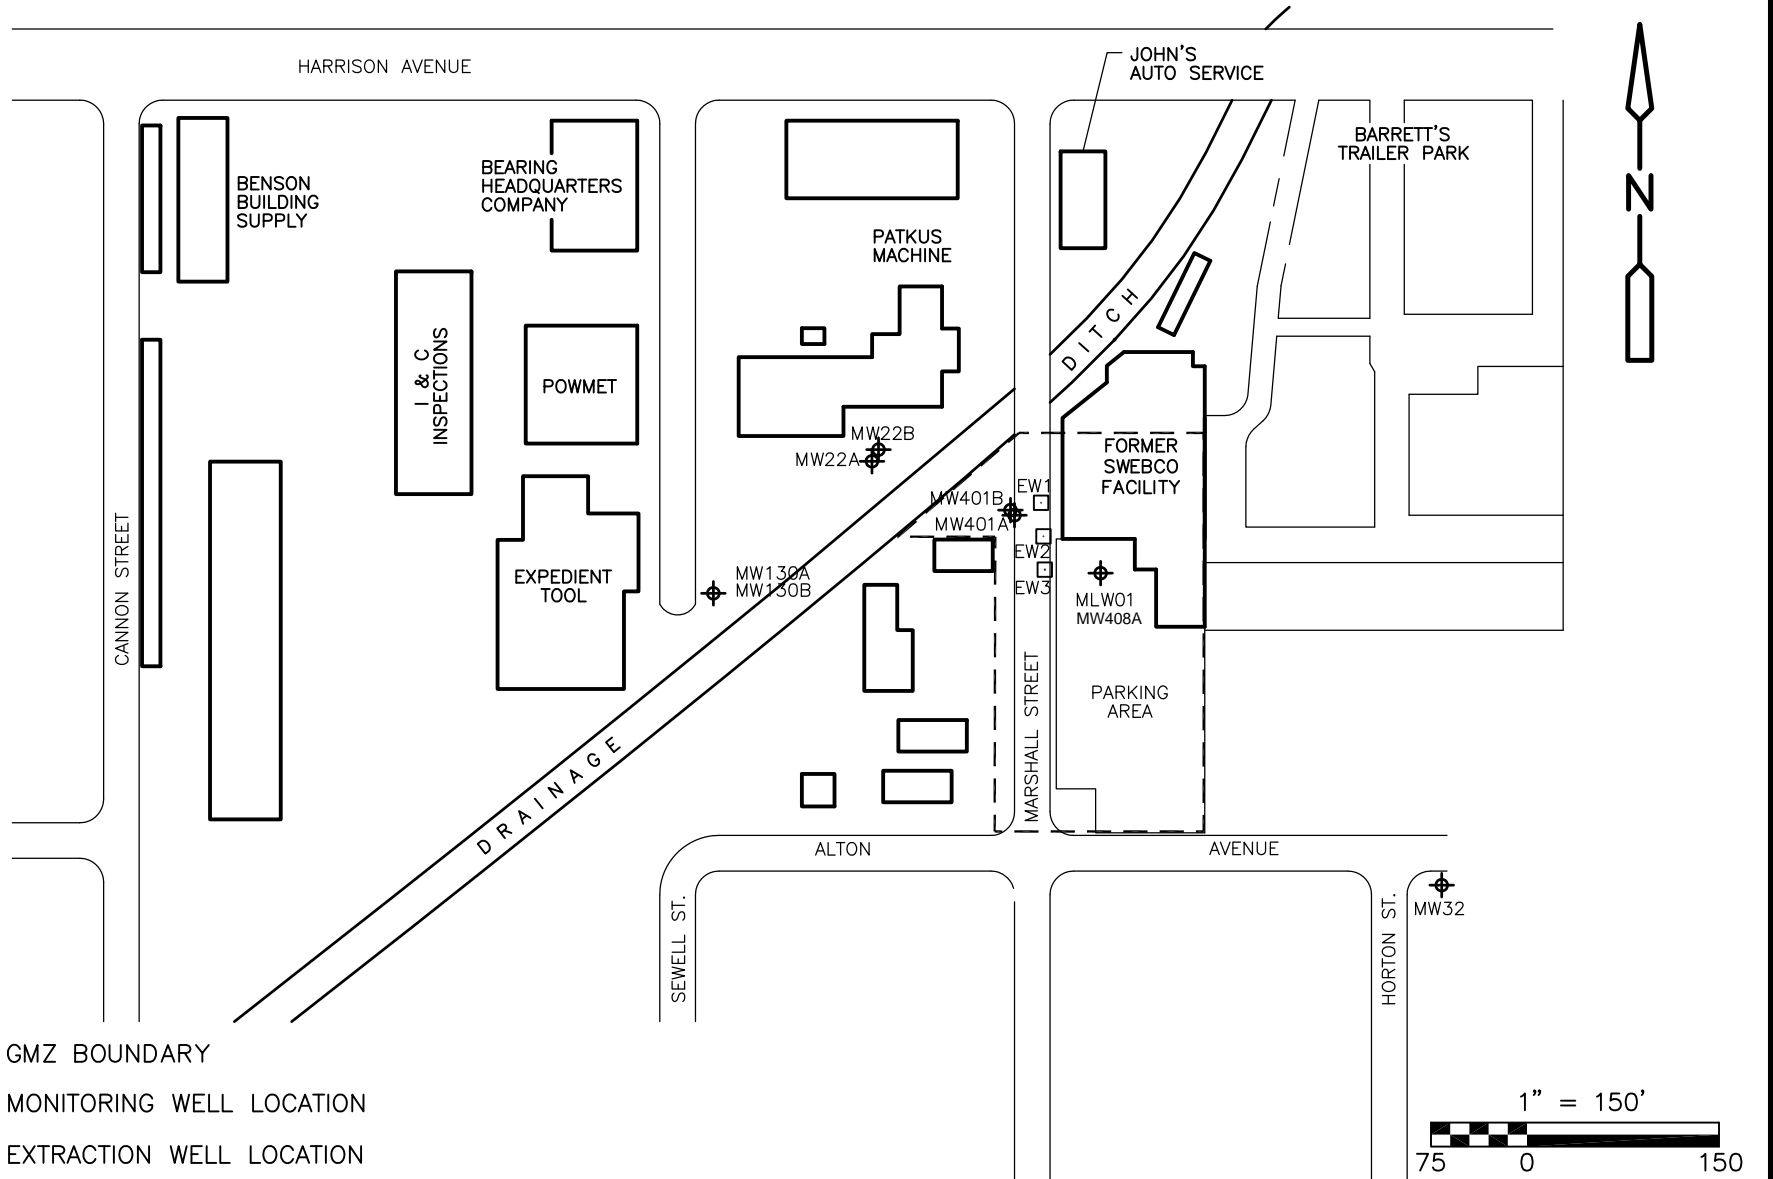 HARRISON AVENUE
JOHN'S
AUTO SERVICE
BARRETT'S
TRAILER PARK
N
BENSON
BUILDING
SUPPLY
BEARING
HEADQUARTERS
COMPANY
PATKUS
MACHINE
I & C
INSPECTIONS
POWMET
DITCH
MW22B
MW22A
FORMER
SWEBCO
FACILITY
EW1
MW401B
MW401A
EW2
EW3
CANNON STREET
EXPEDIENT
TOOL
MW130A
MW130B
MLW01
MW408A
MARSHALL STREET
PARKING
AREA
DRAINAGE
ALTON
AVENUE
SEWELL ST.
HORTON ST.
MW32
GMZ BOUNDARY
MONITORING WELL LOCATION
EXTRACTION WELL LOCATION
1" = 150'
75 0 150